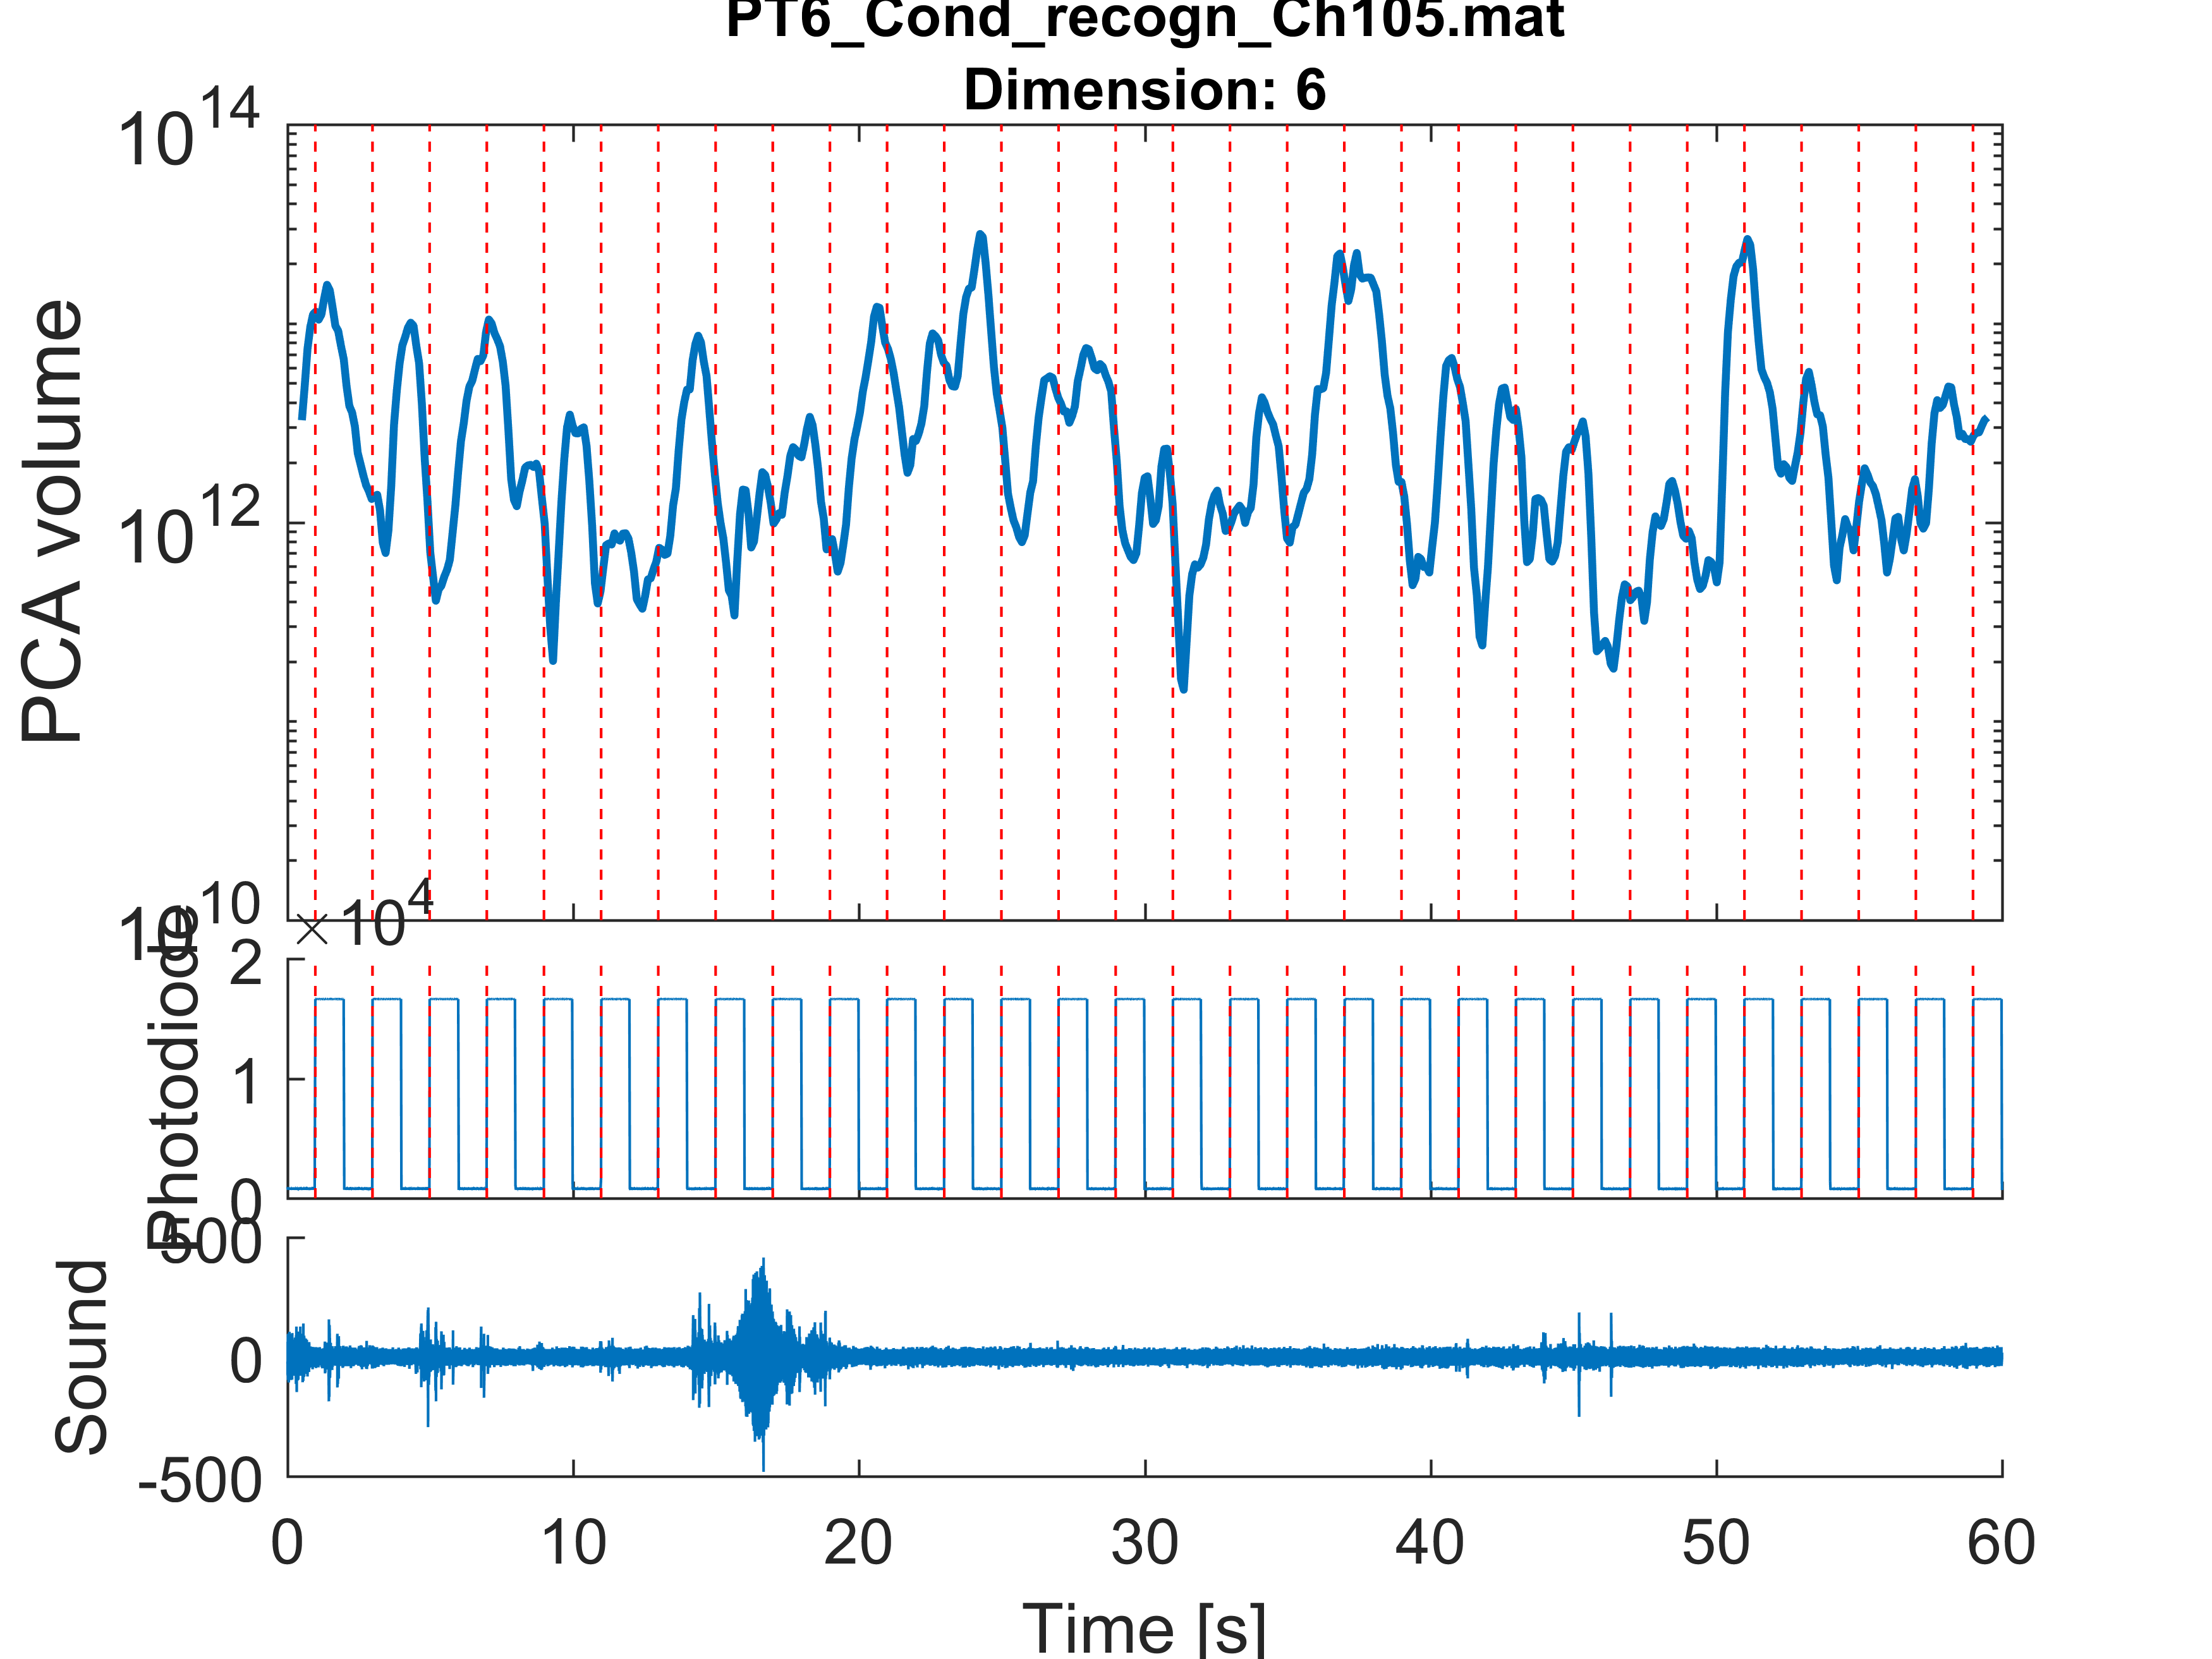 PT6_Cond_recogn_Ch105.mat
Dimension: 6
10^14
10^12
10^10
PCA volume
×10^4
2
1
0
Photodiode
500
0
-500
Sound
0 10 20 30 40 50 60
Time [s]